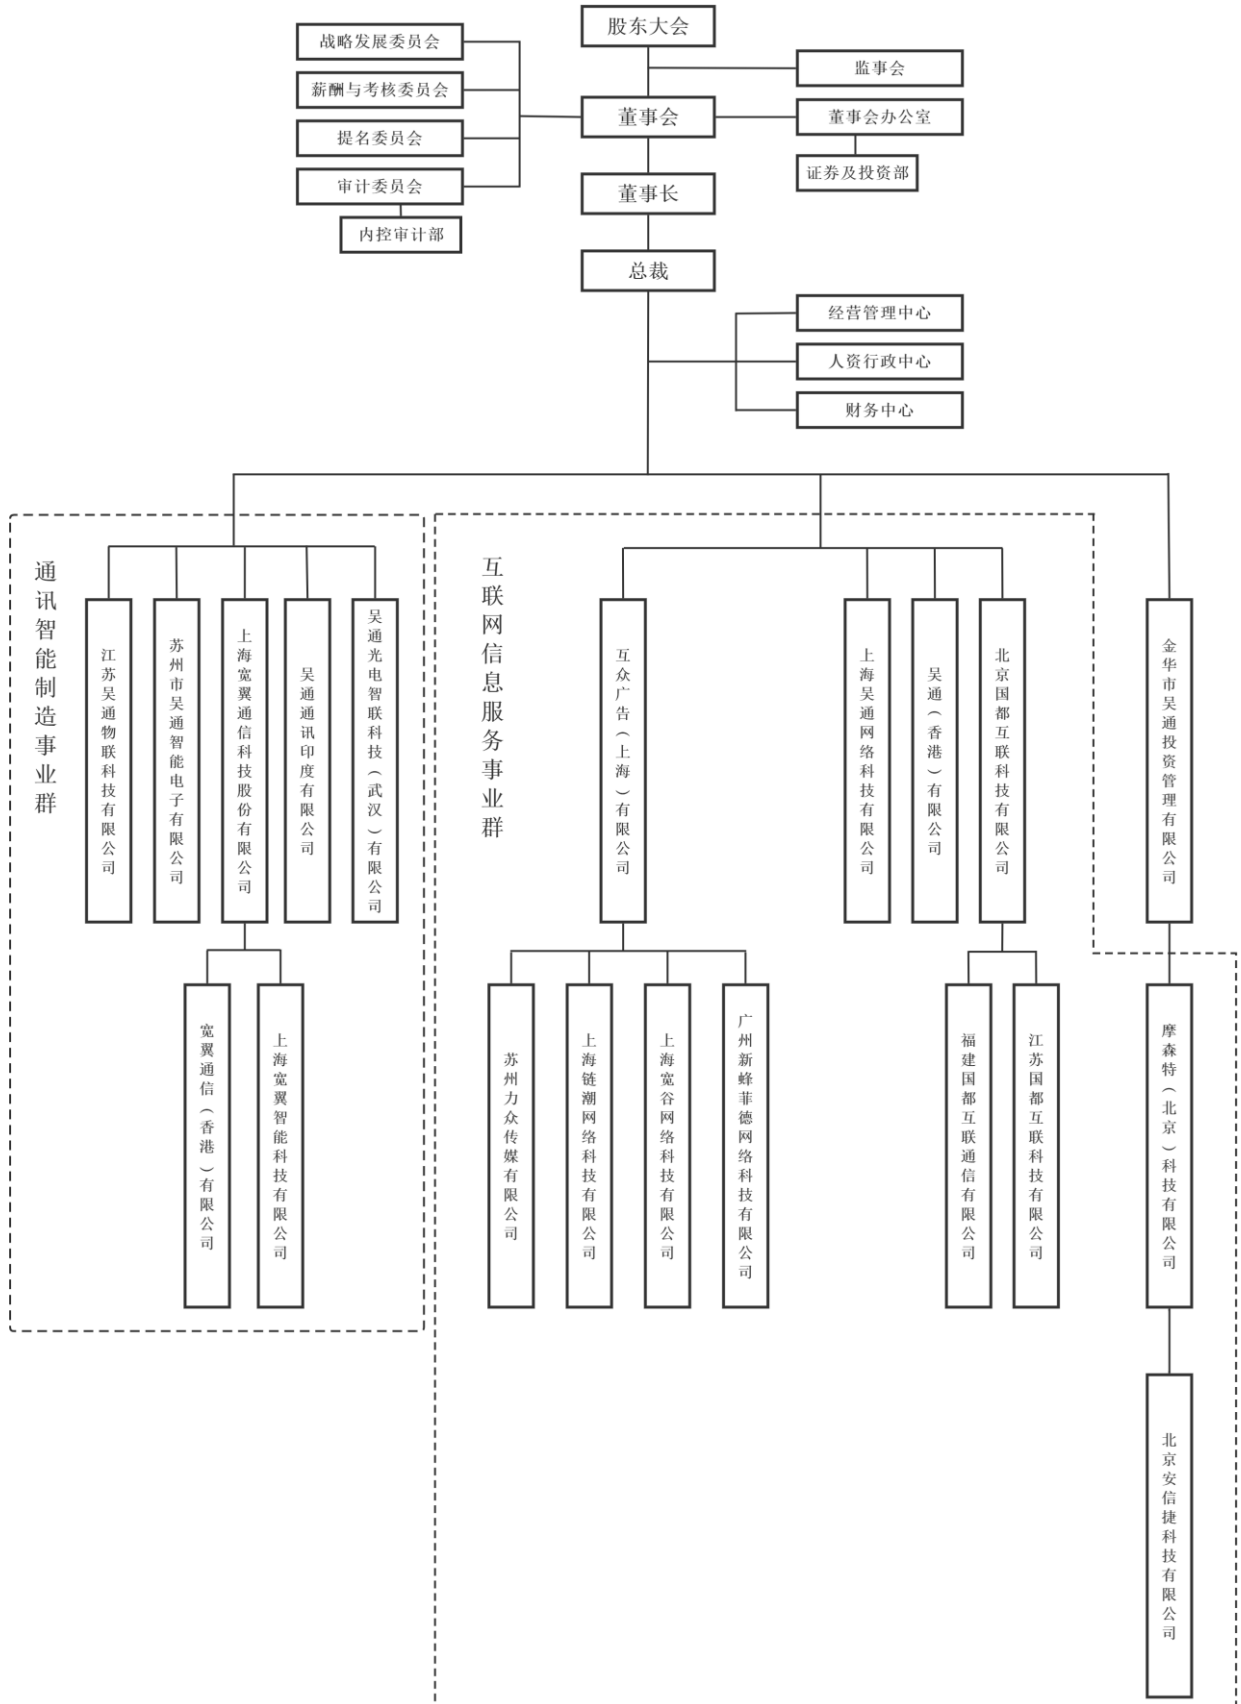 股东大会
战略发展委员会
监事会
薪酬与考核委员会
董事会
董事会办公室
提名委员会
证券及投资部
审计委员会
董事长
内控审计部
总裁
经营管理中心
人资行政中心
财务中心
通讯智能制造事业群
江苏吴通物联科技有限公司
苏州市吴通智能电子有限公司
上海宽翼通信科技股份有限公司
吴通通讯印度有限公司
吴通光电智联科技（武汉）有限公司
宽翼通信（香港）有限公司
上海宽翼智能科技有限公司
互联网信息服务事业群
互众广告（上海）有限公司
上海吴通网络科技有限公司
吴通（香港）有限公司
北京国都互联科技有限公司
金华市吴通投资管理有限公司
苏州力众传媒有限公司
上海链潮网络科技有限公司
上海宽谷网络科技有限公司
广州新蜂菲德网络科技有限公司
福建国都互联通信有限公司
江苏国都互联科技有限公司
摩森特（北京）科技有限公司
北京安信捷科技有限公司